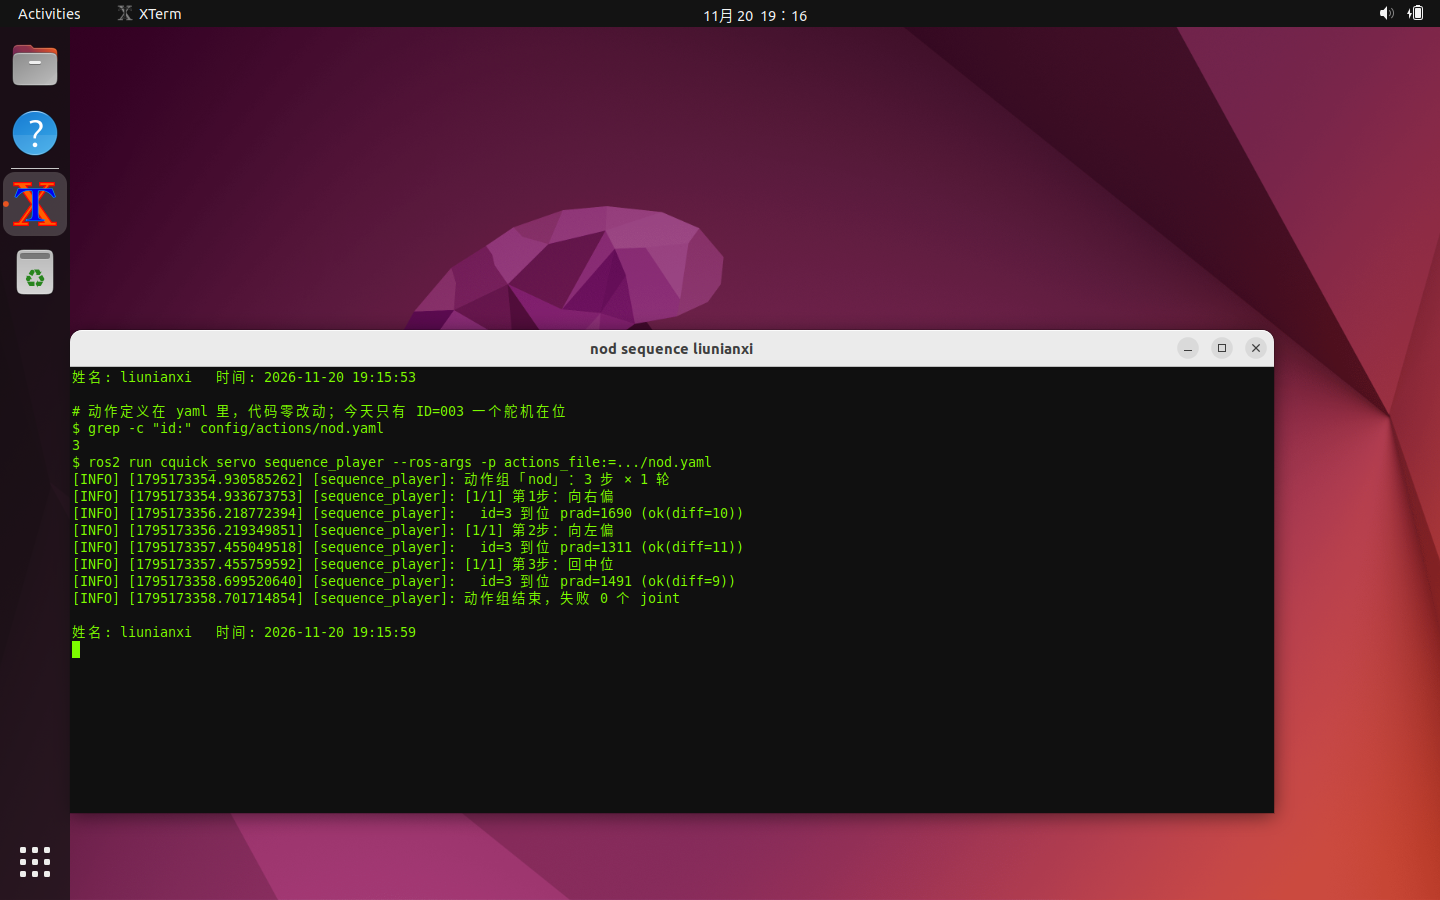 Activities
XTerm
11月 20 19：16
nod sequence liunianxi
姓名: liunianxi 时间: 2026-11-20 19:15:53
# 动作定义在 yaml 里，代码零改动；今天只有 ID=003 一个舵机在位
$ grep -c "id:" config/actions/nod.yaml
3
$ ros2 run cquick_servo sequence_player --ros-args -p actions_file:=.../nod.yaml
[INFO] [1795173354.930585262] [sequence_player]: 动作组「nod」: 3 步 × 1 轮
[INFO] [1795173354.933673753] [sequence_player]: [1/1] 第1步: 向右偏
[INFO] [1795173356.218772394] [sequence_player]:   id=3 到位 prad=1690 (ok(diff=10))
[INFO] [1795173356.219349851] [sequence_player]: [1/1] 第2步: 向左偏
[INFO] [1795173357.455049518] [sequence_player]:   id=3 到位 prad=1311 (ok(diff=11))
[INFO] [1795173357.455759592] [sequence_player]: [1/1] 第3步: 回中位
[INFO] [1795173358.699520640] [sequence_player]:   id=3 到位 prad=1491 (ok(diff=9))
[INFO] [1795173358.701714854] [sequence_player]: 动作组结束，失败 0 个 joint
姓名: liunianxi 时间: 2026-11-20 19:15:59